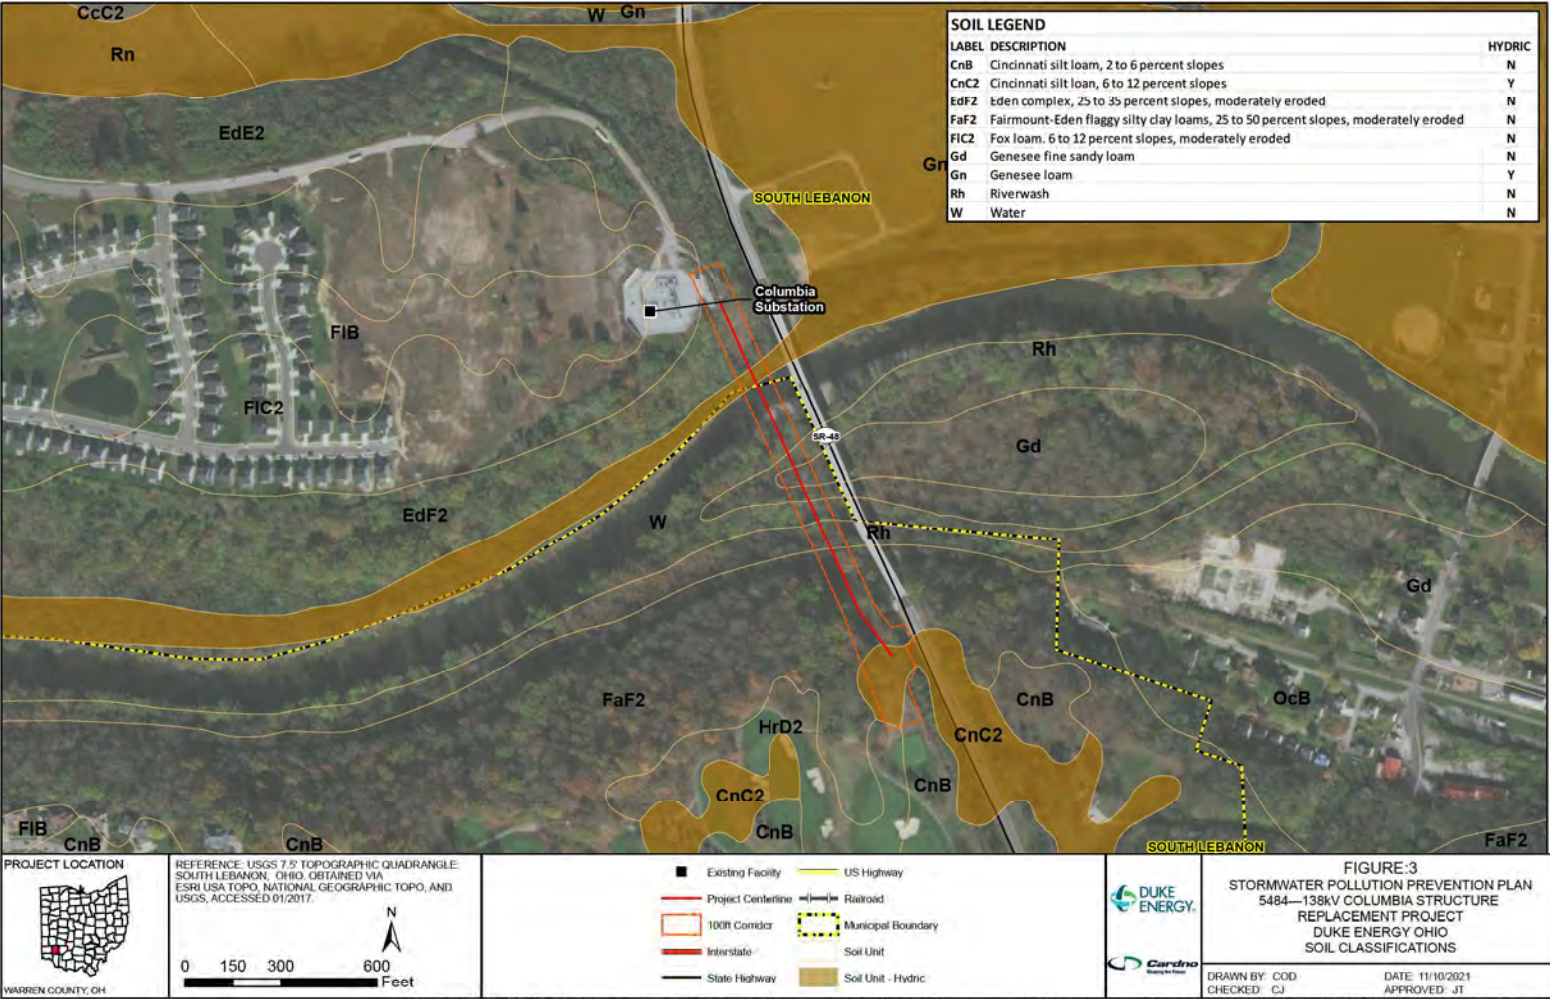 CcC2
W
Gn
Rn
EdE2
SOIL LEGEND
LABEL DESCRIPTION HYDRIC
CnB Cincinnati silt loam, 2 to 6 percent slopes N
CnC2 Cincinnati silt loan, 6 to 12 percent slopes Y
EdF2 Eden complex, 25 to 35 percent slopes, moderately eroded N
FaF2 Fairmount-Eden flaggy silty clay loams, 25 to 50 percent slopes, moderately eroded N
FIC2 Fox loam. 6 to 12 percent slopes, moderately eroded N
Gd Genesee fine sandy loam N
Gn Genesee loam Y
Rh Riverwash N
W Water N
Gn
SOUTH LEBANON
Columbia
Substation
FIB
Rh
FIC2
SR-48
Gd
EdF2
W
Rh
Gd
FaF2
CnB
OcB
HrD2
CnC2
CnB
CnC2
CnB
FIB
CnB
CnB
SOUTH LEBANON
FaF2
PROJECT LOCATION
WARREN COUNTY, OH
REFERENCE: USGS 7.5' TOPOGRAPHIC QUADRANGLE:
SOUTH LEBANON, OHIO. OBTAINED VIA
ESRI USA TOPO, NATIONAL GEOGRAPHIC TOPO, AND
USGS, ACCESSED 01/2017.
N
0 150 300 600
Feet
Existing Facility
US Highway
Project Centerline
Railroad
100ft Corridor
Municipal Boundary
Interstate
Soil Unit
State Highway
Soil Unit - Hydric
DUKE
ENERGY.
Cardno
FIGURE:3
STORMWATER POLLUTION PREVENTION PLAN
5484—138kV COLUMBIA STRUCTURE
REPLACEMENT PROJECT
DUKE ENERGY OHIO
SOIL CLASSIFICATIONS
DRAWN BY: COD DATE: 11/10/2021
CHECKED: CJ APPROVED: JT